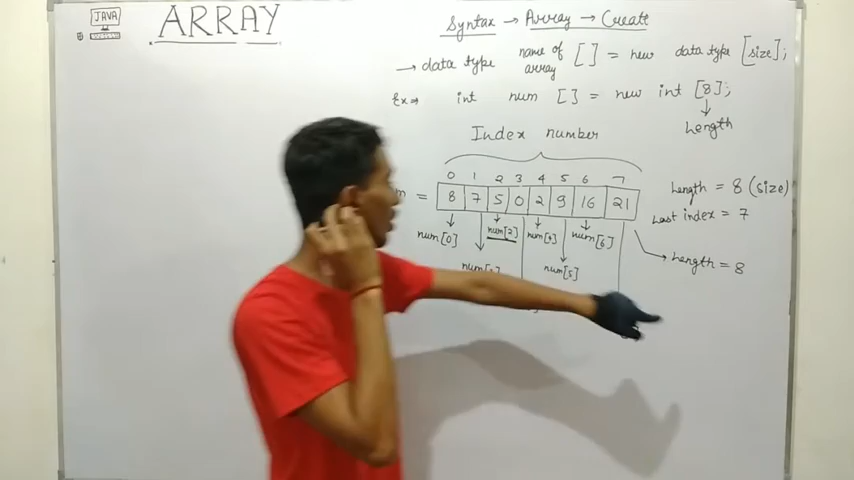 JAVA
ARRAY
Syntax → Array → Create
→ data type name of array [ ] = new data type [size];
Ex ⇒ int num [ ] = new int [8];
Length
Index number
0 1 2 3 4 5 6 7
= 8 7 5 0 2 9 16 21
Length = 8 (size)
Last index = 7
num[0] num[2] num[4] num[6]
num[5]
→ Length = 8